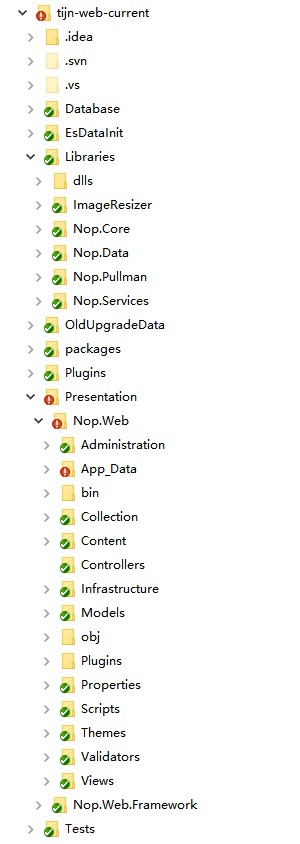 tijn-web-current
.idea
.svn
.vs
Database
EsDataInit
Libraries
dlls
ImageResizer
Nop.Core
Nop.Data
Nop.Pullman
Nop.Services
OldUpgradeData
packages
Plugins
Presentation
Nop.Web
Administration
App_Data
bin
Collection
Content
Controllers
Infrastructure
Models
obj
Plugins
Properties
Scripts
Themes
Validators
Views
Nop.Web.Framework
Tests